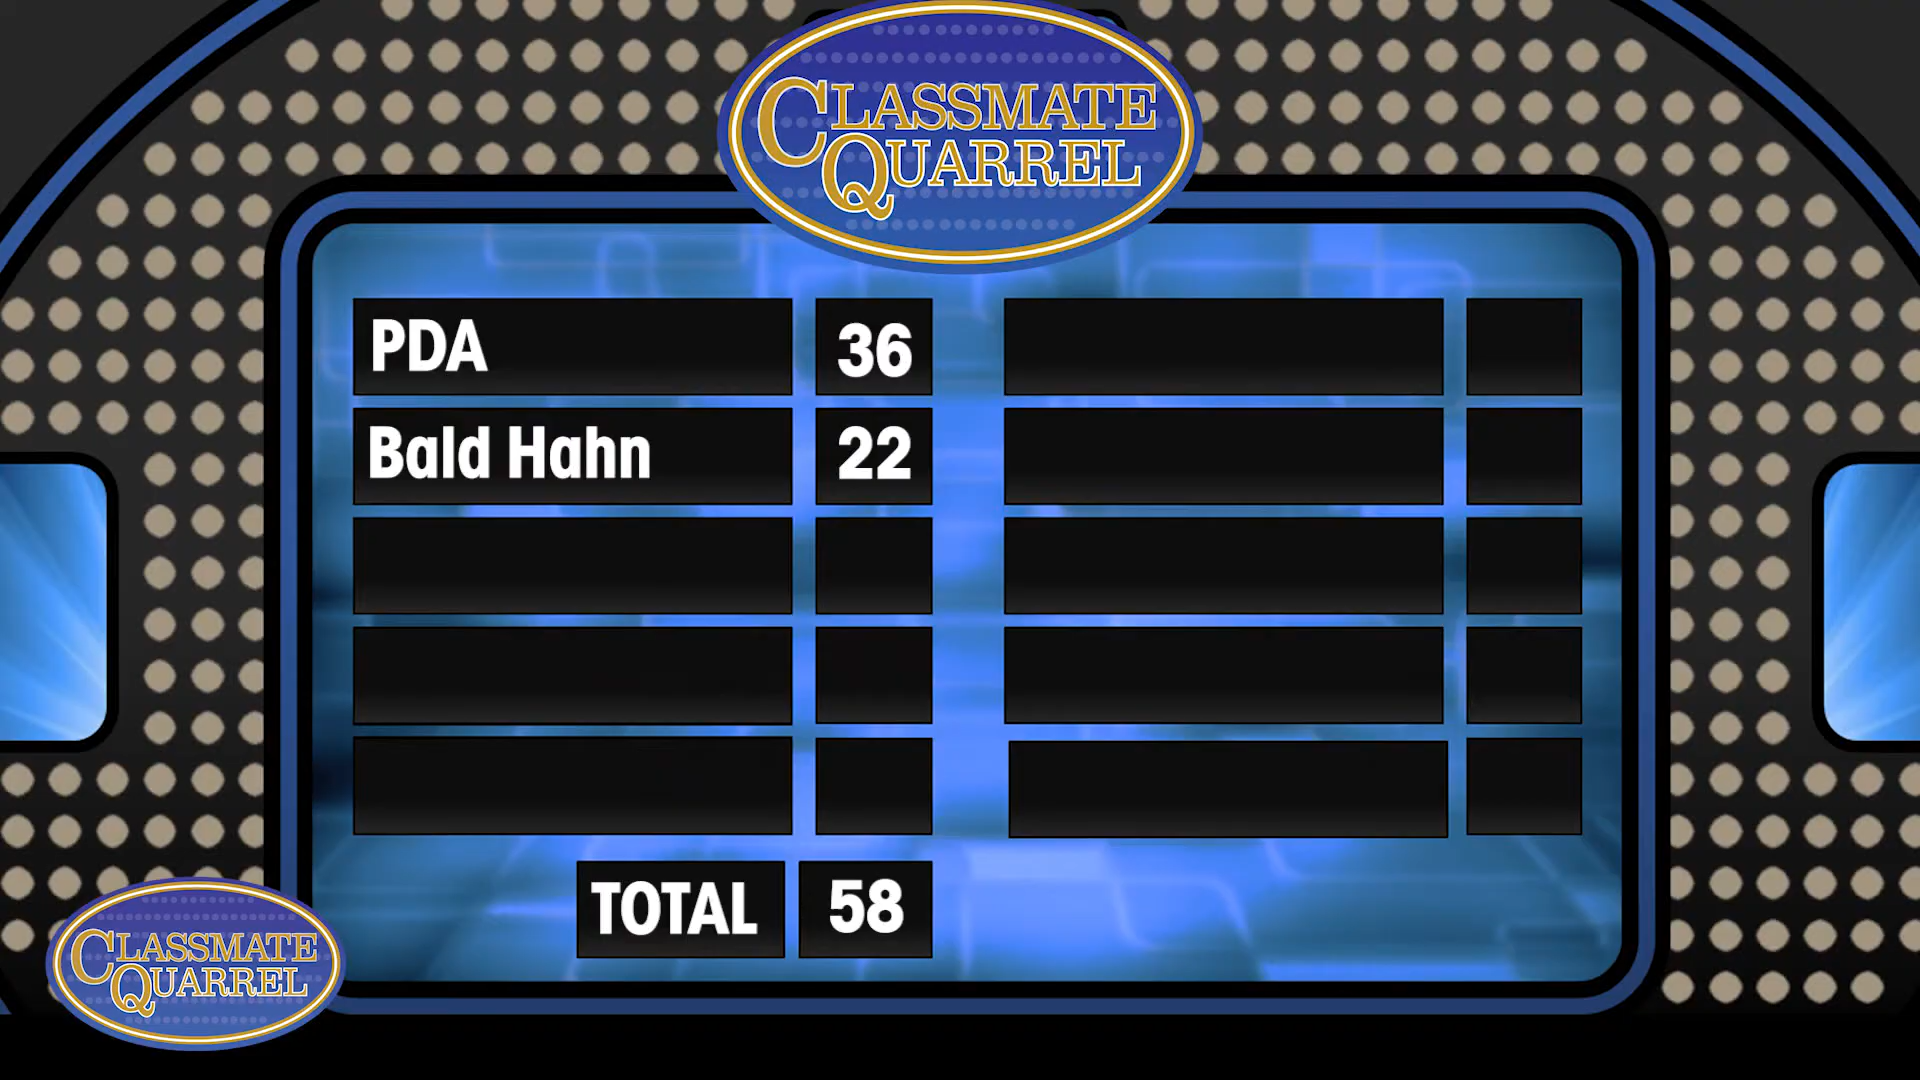 CLASSMATE
QUARREL
PDA 36
Bald Hahn 22
TOTAL 58
CLASSMATE
QUARREL